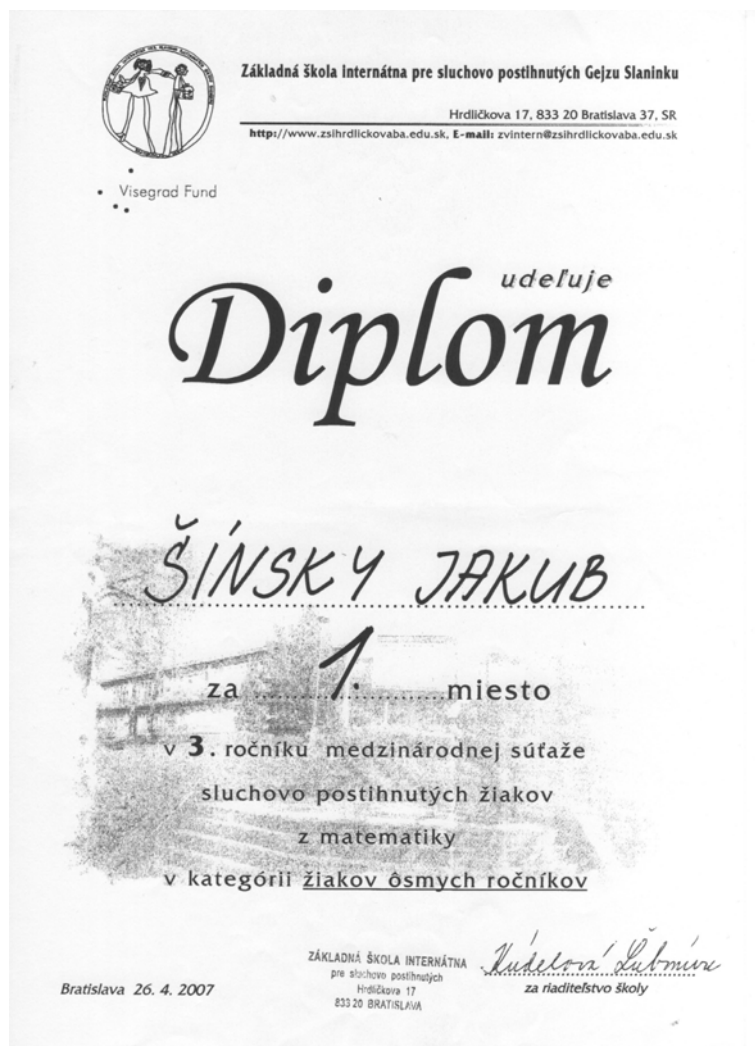 Základná škola internátna pre sluchovo postihnutých Gejzu Slaninku
Hrdličkova 17, 833 20 Bratislava 37, SR
http://www.zsihrdlickovaba.edu.sk, E-mail: zvintern@zsihrdlickovaba.edu.sk
Visegrad Fund
udeľuje
Diplom
ŠÍNSKY JAKUB
za 1. miesto
v 3. ročníku medzinárodnej súťaže
sluchovo postihnutých žiakov
z matematiky
v kategórii žiakov ôsmych ročníkov
ZÁKLADNÁ ŠKOLA INTERNÁTNA
pre sluchovo postihnutých
Hrdličkova 17
833 20 BRATISLAVA
Kúdelová Ľubmira
za riaditeľstvo školy
Bratislava 26. 4. 2007